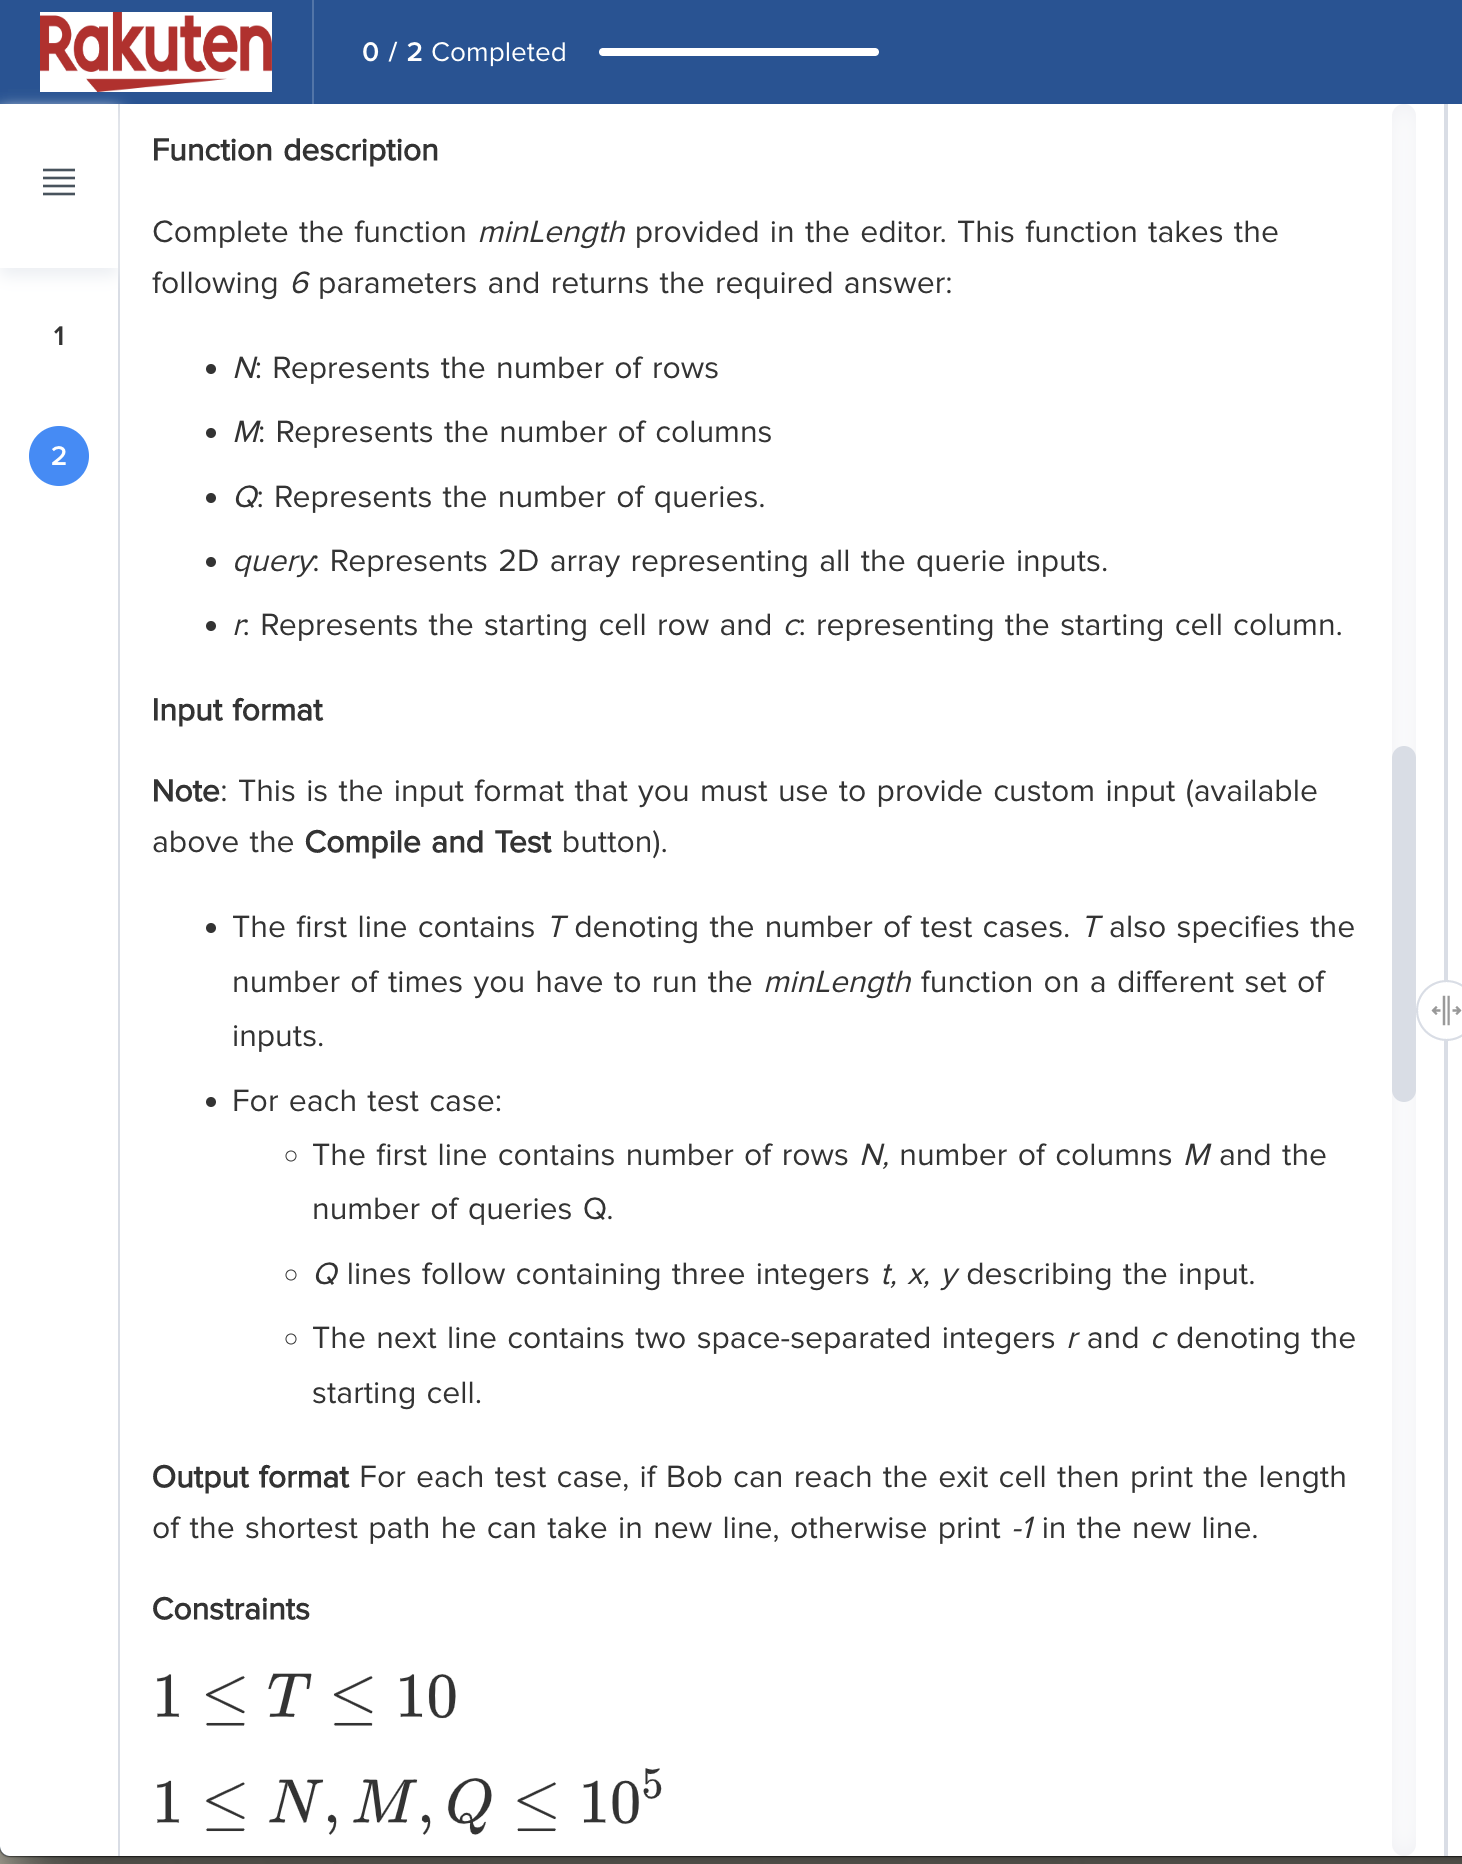 Rakuten
0 / 2 Completed
Function description
Complete the function minLength provided in the editor. This function takes the
following 6 parameters and returns the required answer:
1
• N: Represents the number of rows
• M: Represents the number of columns
2
• Q: Represents the number of queries.
• query: Represents 2D array representing all the querie inputs.
• r: Represents the starting cell row and c: representing the starting cell column.
Input format
Note: This is the input format that you must use to provide custom input (available
above the Compile and Test button).
• The first line contains T denoting the number of test cases. T also specifies the
number of times you have to run the minLength function on a different set of
inputs.
• For each test case:
◦ The first line contains number of rows N, number of columns M and the
number of queries Q.
◦ Q lines follow containing three integers t, x, y describing the input.
◦ The next line contains two space-separated integers r and c denoting the
starting cell.
Output format For each test case, if Bob can reach the exit cell then print the length
of the shortest path he can take in new line, otherwise print -1 in the new line.
Constraints
1 ≤ T ≤ 10
1 ≤ N, M, Q ≤ 10⁵